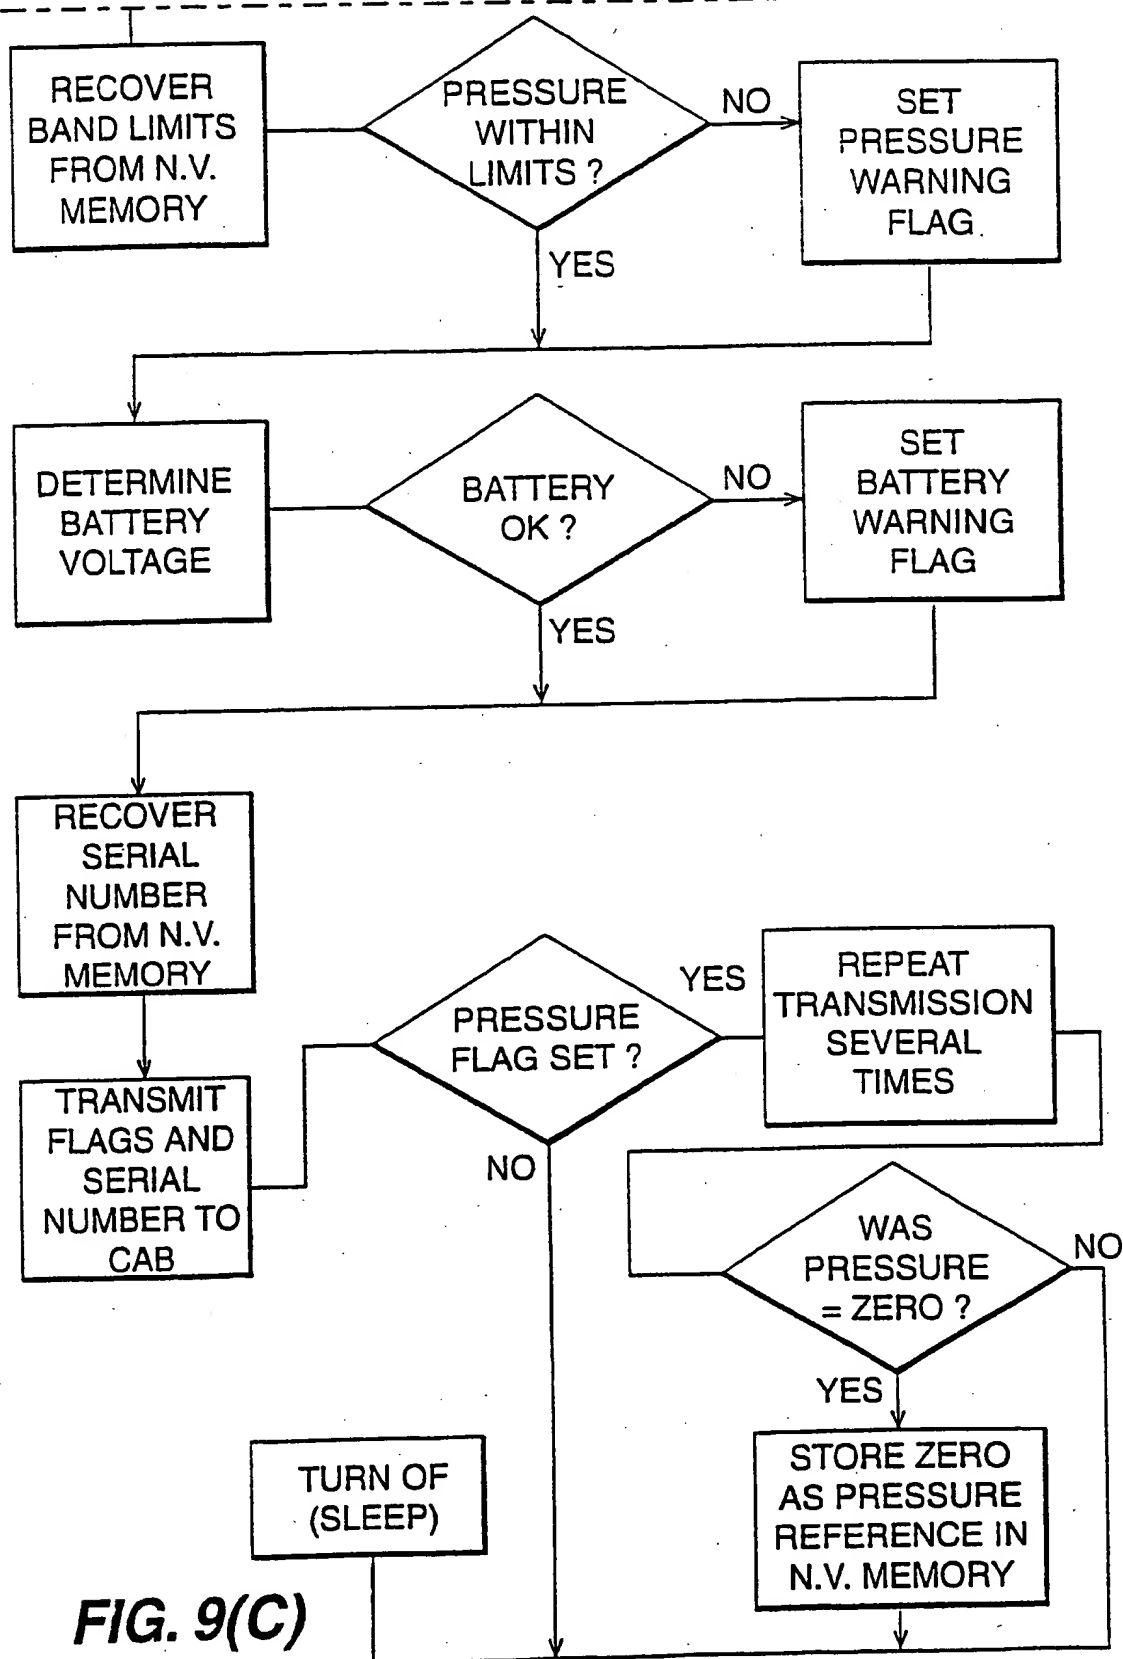 RECOVER
BAND LIMITS
FROM N.V.
MEMORY
PRESSURE
WITHIN
LIMITS ?
NO
SET
PRESSURE
WARNING
FLAG
YES
DETERMINE
BATTERY
VOLTAGE
BATTERY
OK ?
NO
SET
BATTERY
WARNING
FLAG
YES
RECOVER
SERIAL
NUMBER
FROM N.V.
MEMORY
TRANSMIT
FLAGS AND
SERIAL
NUMBER TO
CAB
PRESSURE
FLAG SET ?
YES
REPEAT
TRANSMISSION
SEVERAL
TIMES
NO
WAS
PRESSURE
= ZERO ?
NO
YES
STORE ZERO
AS PRESSURE
REFERENCE IN
N.V. MEMORY
TURN OF
(SLEEP)
FIG. 9(C)